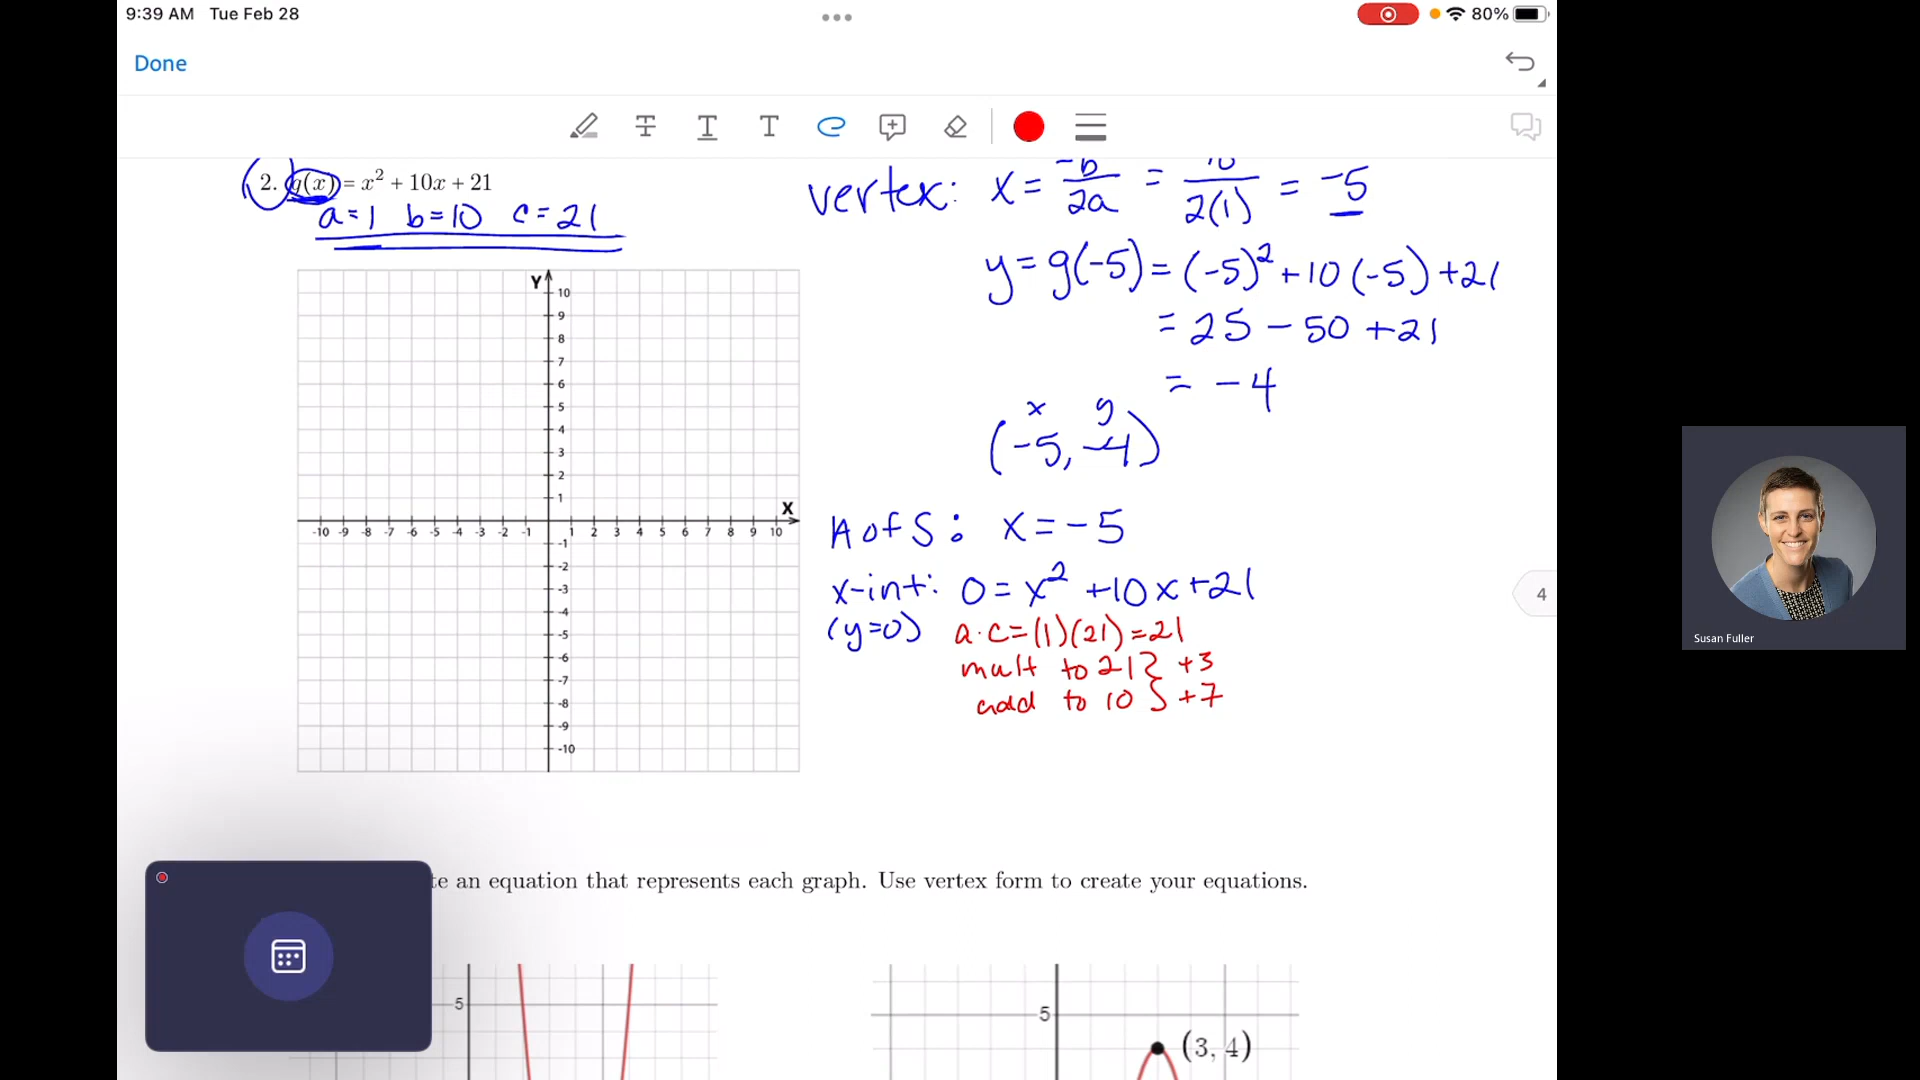 9:39 AM Tue Feb 28
80%
Done
2. g(x) = x² + 10x + 21
a = 1 b = 10 c = 21
vertex: x = -b/2a = 10/2(1) = -5
y = g(-5) = (-5)² + 10(-5) + 21
= 25 - 50 + 21
= -4
x y
(-5, -4)
A of S: x = -5
x-int: 0 = x² + 10x + 21
(y=0) a·c = (1)(21) = 21
mult to 21} +3
add to 10} +7
Y
10
9
8
7
6
5
4
3
2
1
X
-10 -9 -8 -7 -6 -5 -4 -3 -2 -1 1 2 3 4 5 6 7 8 9 10
-1
-2
-3
-4
-5
-6
-7
-8
-9
-10
4
Susan Fuller
te an equation that represents each graph. Use vertex form to create your equations.
5
5
(3, 4)